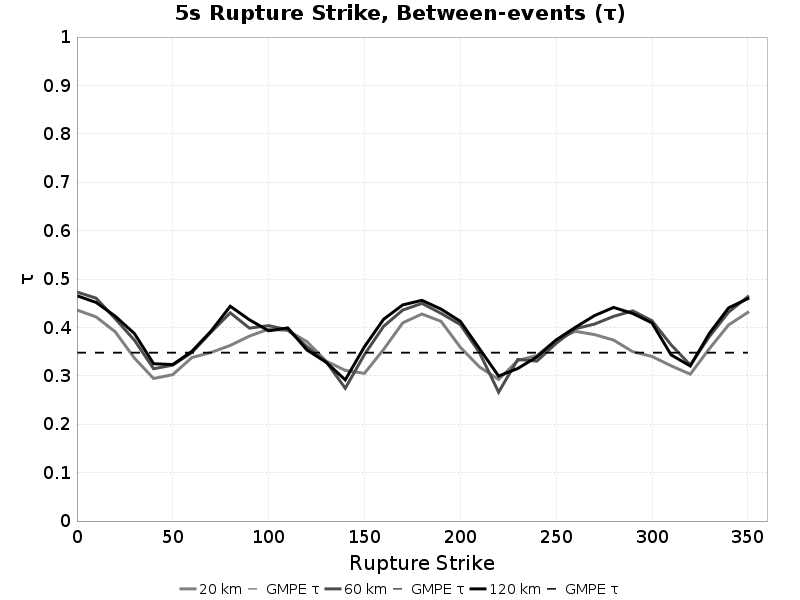 5s Rupture Strike, Between-events (τ)
1
0.9
0.8
0.7
0.6
0.5
0.4
0.3
0.2
0.1
0
τ
0 50 100 150 200 250 300 350
Rupture Strike
20 km GMPE τ 60 km GMPE τ 120 km GMPE τ